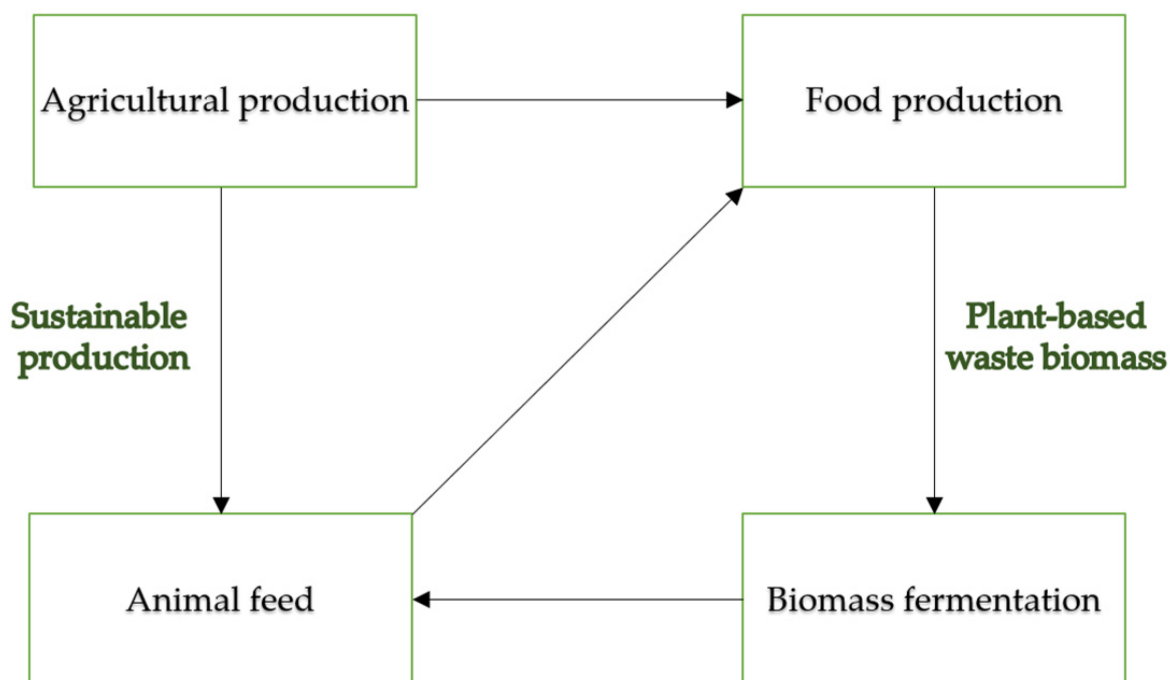 Agricultural production
Food production
Sustainable
production
Plant-based
waste biomass
Animal feed
Biomass fermentation